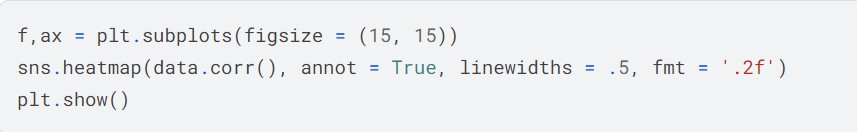 f,ax = plt.subplots(figsize = (15, 15))
sns.heatmap(data.corr(), annot = True, linewidths = .5, fmt = '.2f')
plt.show()